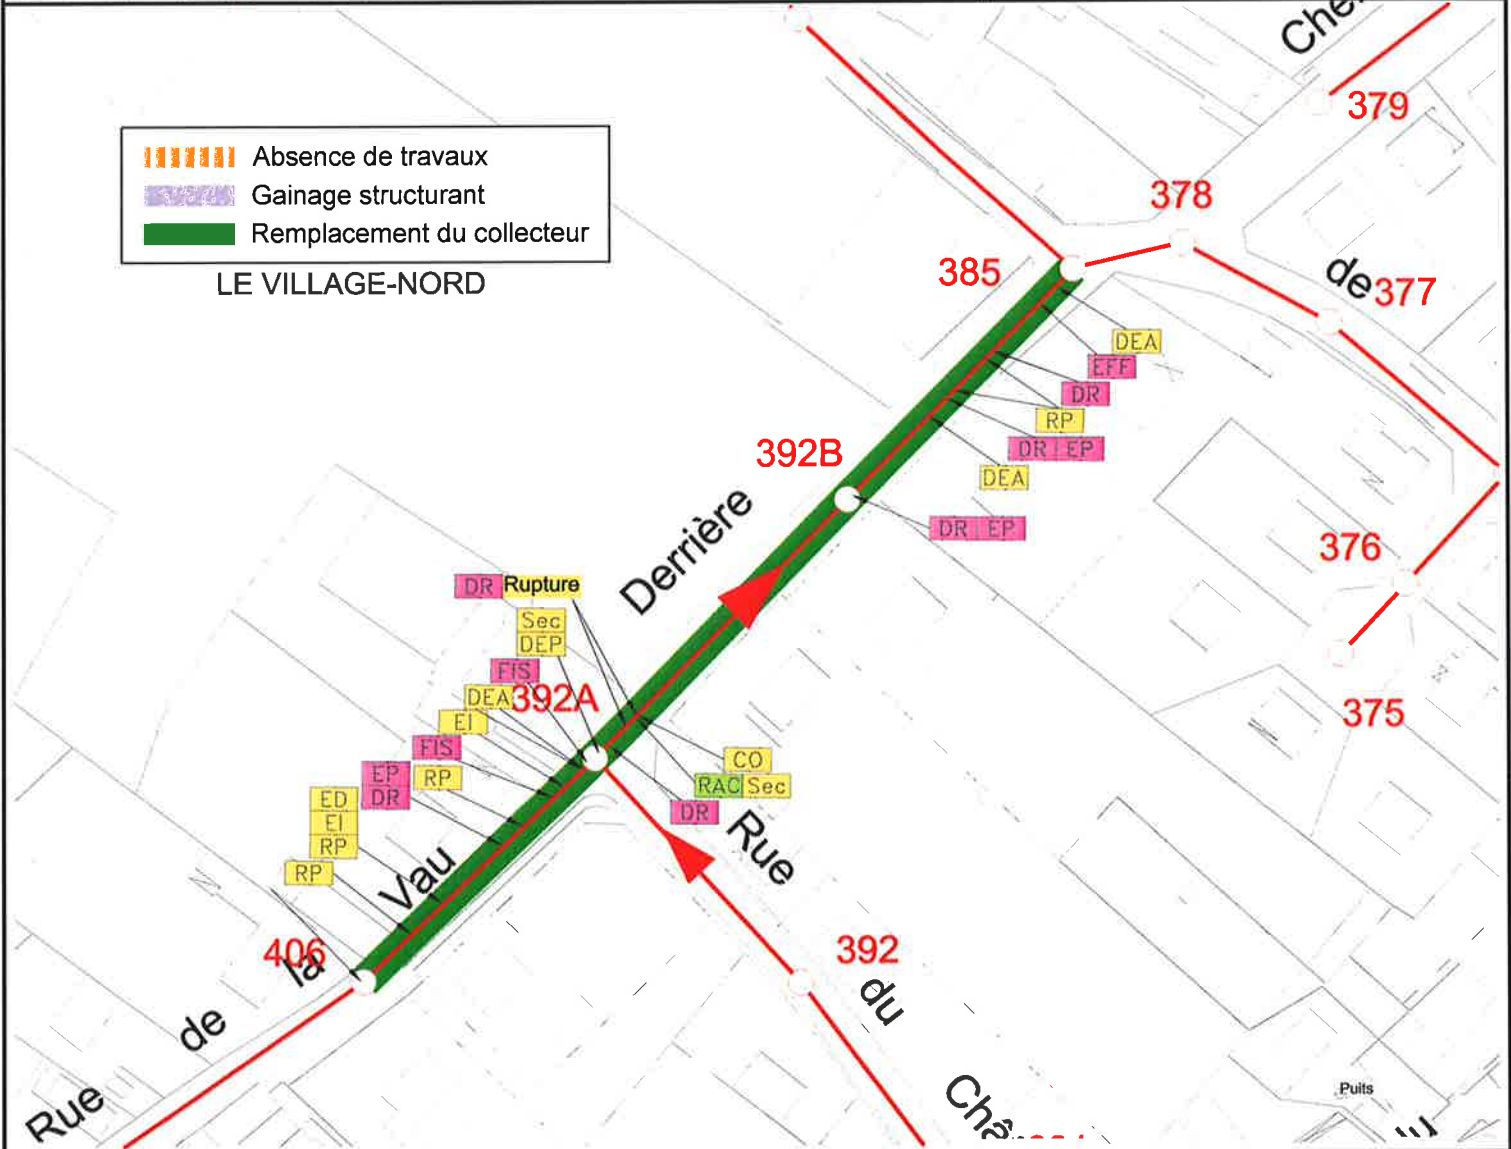 379
Absence de travaux
Gainage structurant
Remplacement du collecteur
LE VILLAGE-NORD
378
385
de
377
DEA
EFF
DR
RP
DR EP
DEA
392B
DR EP
376
375
Derrière
DR Rupture
Sec
DEP
FIS
DEA
392A
EI
FIS
EP
DR
RP
ED
EI
RP
RP
CO
RAC Sec
DR
Rue
Vau
406
la
de
Rue
392
du
Puits